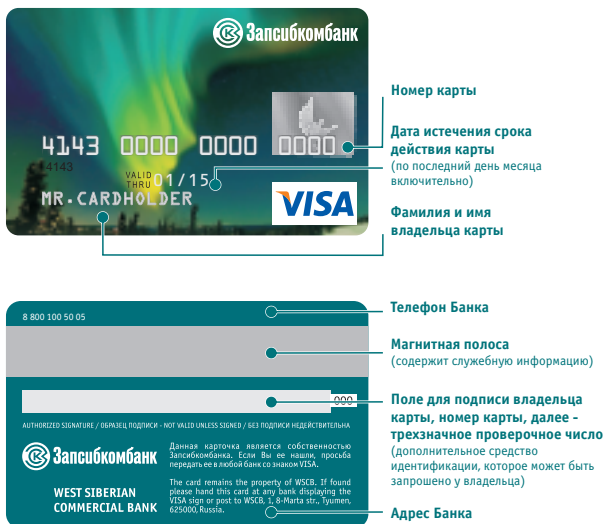 Запсибкомбанк
Номер карты
4143 0000 0000 0000
4143
Дата истечения срока
действия карты
(по последний день месяца
включительно)
VALID
THRU 01/15
MR.CARDHOLDER
VISA
Фамилия и имя
владельца карты
8 800 100 50 05
Телефон Банка
Магнитная полоса
(содержит служебную информацию)
000
Поле для подписи владельца
карты, номер карты, далее -
трехзначное проверочное число
(дополнительное средство
идентификации, которое может быть
запрошено у владельца)
AUTHORIZED SIGNATURE / ОБРАЗЕЦ ПОДПИСИ - NOT VALID UNLESS SIGNED / БЕЗ ПОДПИСИ НЕДЕЙСТВИТЕЛЬНА
Запсибкомбанк
WEST SIBERIAN
COMMERCIAL BANK
Данная карточка является собственностью
Запсибкомбанка. Если Вы ее нашли, просьба
передать ее в любой банк со знаком VISA.
The card remains the property of WSCB. If found
please hand this card at any bank displaying the
VISA sign or post to WSCB, 1, 8-Marta str., Tyumen,
625000, Russia.
Адрес Банка